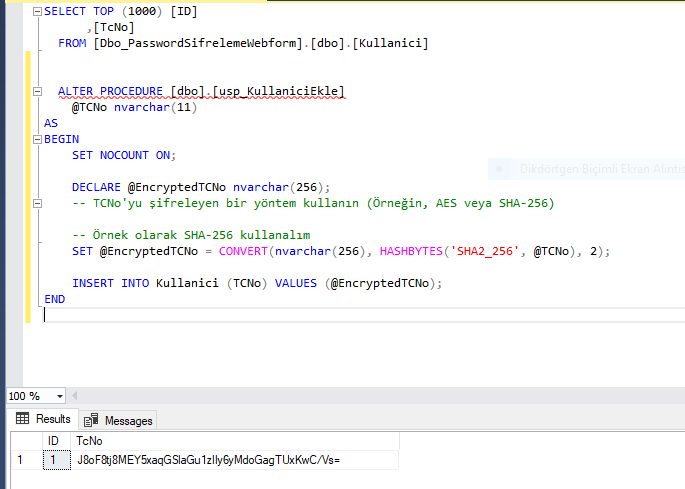 SELECT TOP (1000) [ID]
,[TcNo]
FROM [Dbo_PasswordSifrelemeWebform].[dbo].[Kullanici]
ALTER PROCEDURE [dbo].[usp_KullaniciEkle]
@TCNo nvarchar(11)
AS
BEGIN
SET NOCOUNT ON;
Dikdörtgen Biçimli Ekran Alıntıs
DECLARE @EncryptedTCNo nvarchar(256);
-- TCNo'yu şifreleyen bir yöntem kullanın (Örneğin, AES veya SHA-256)
-- Örnek olarak SHA-256 kullanalım
SET @EncryptedTCNo = CONVERT(nvarchar(256), HASHBYTES('SHA2_256', @TCNo), 2);
INSERT INTO Kullanici (TCNo) VALUES (@EncryptedTCNo);
END
100 %
Results Messages
ID TcNo
1 1